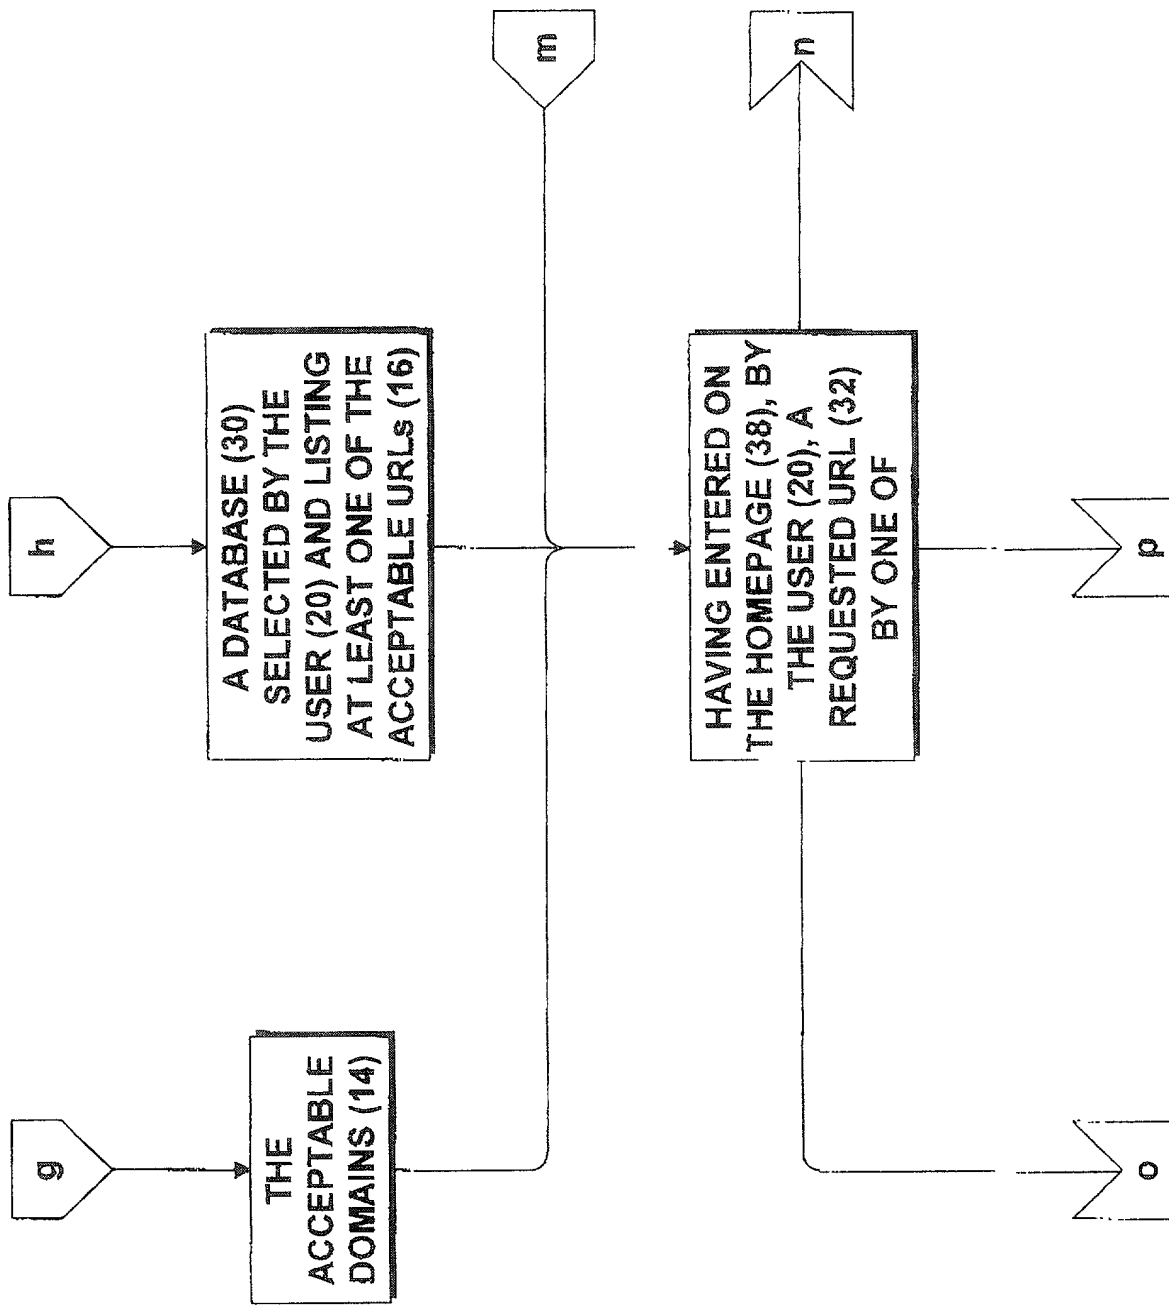 g
h
THE
ACCEPTABLE
DOMAINS (14)
A DATABASE (30)
SELECTED BY THE
USER (20) AND LISTING
AT LEAST ONE OF THE
ACCEPTABLE URLs (16)
m
HAVING ENTERED ON
THE HOMEPAGE (38), BY
THE USER (20), A
REQUESTED URL (32)
BY ONE OF
n
o
p